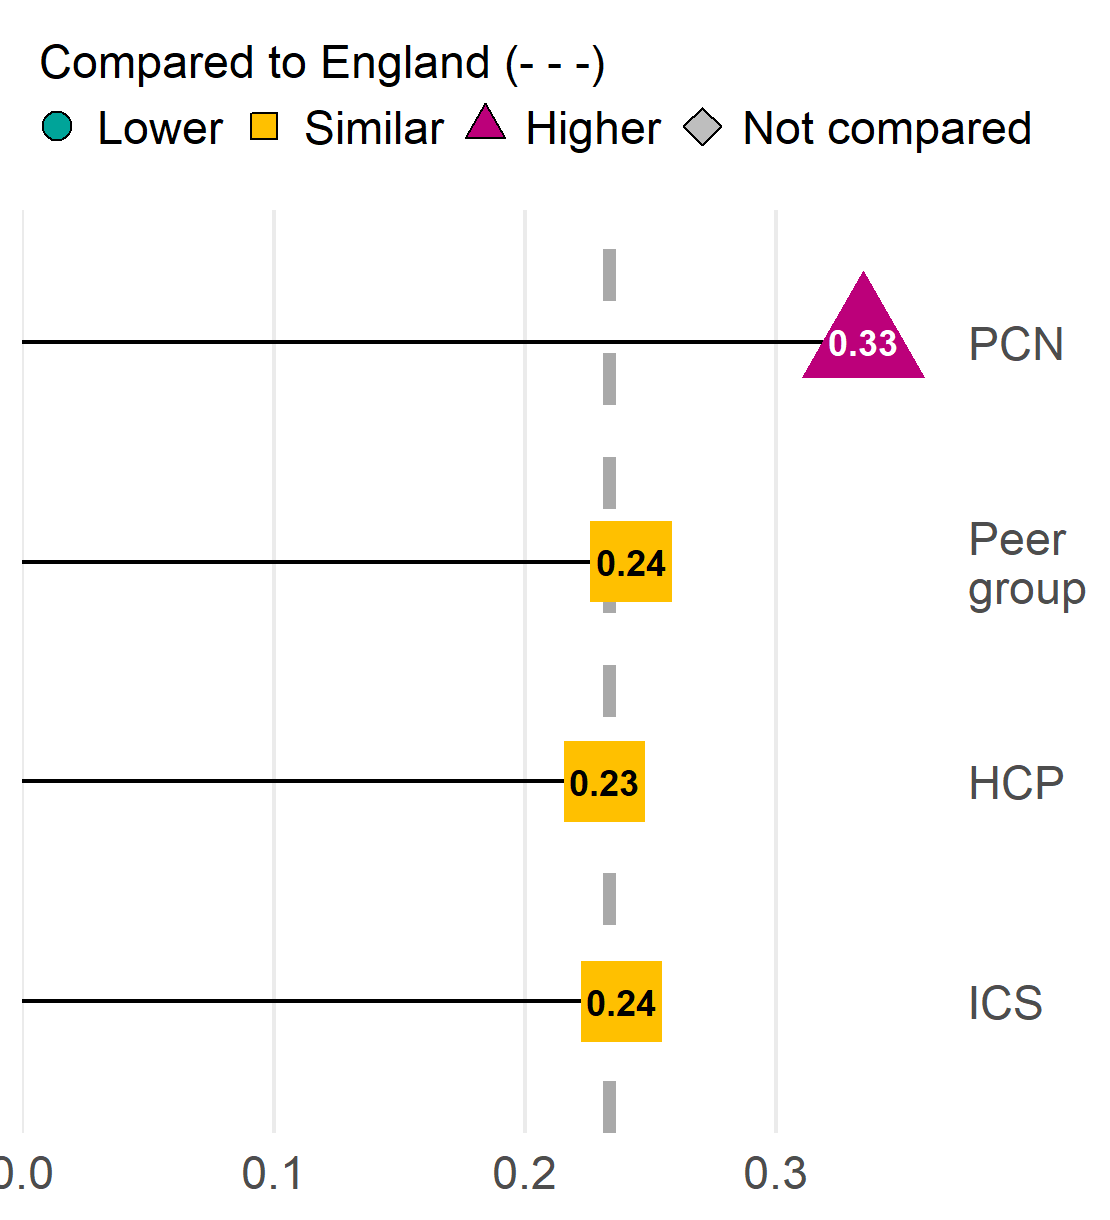 Compared to England (- - -)
Lower Similar Higher Not compared
0.33 PCN
Peer
0.24
group
0.23 HCP
0.24 ICS
0.0 0.1 0.2 0.3